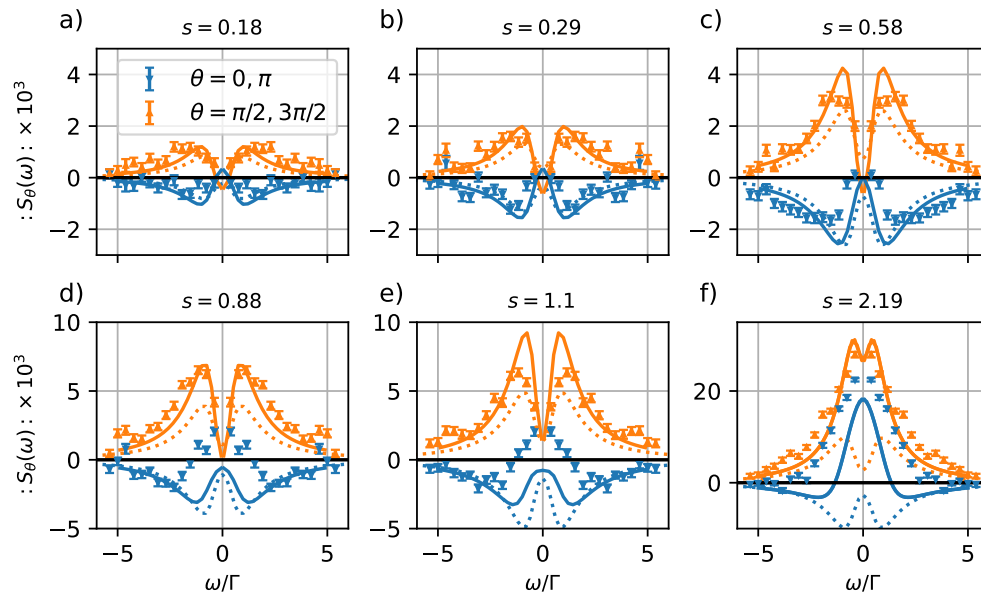 a)
s = 0.18
b)
s = 0.29
c)
s = 0.58
: S_θ(ω) : × 10³
4
2
0
−2
θ = 0, π
θ = π/2, 3π/2
4
2
0
−2
4
2
0
−2
d)
s = 0.88
e)
s = 1.1
f)
s = 2.19
: S_θ(ω) : × 10³
10
5
0
−5
10
5
0
−5
20
0
−5
0
5
−5
0
5
−5
0
5
ω/Γ
ω/Γ
ω/Γ